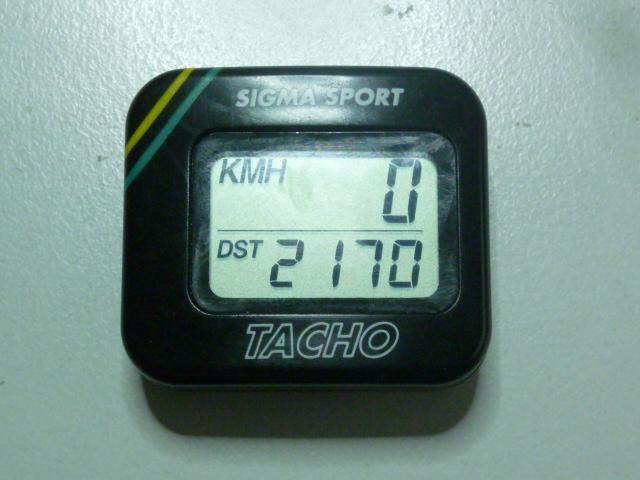 SIGMA SPORT
KMH 0
DST 2170
TACHO